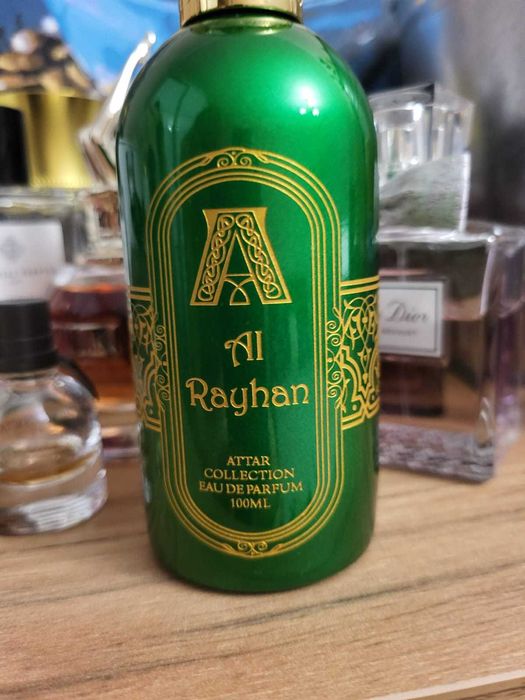 A
Al
Rayhan
ATTAR
COLLECTION
EAU DE PARFUM
100ML
Dior